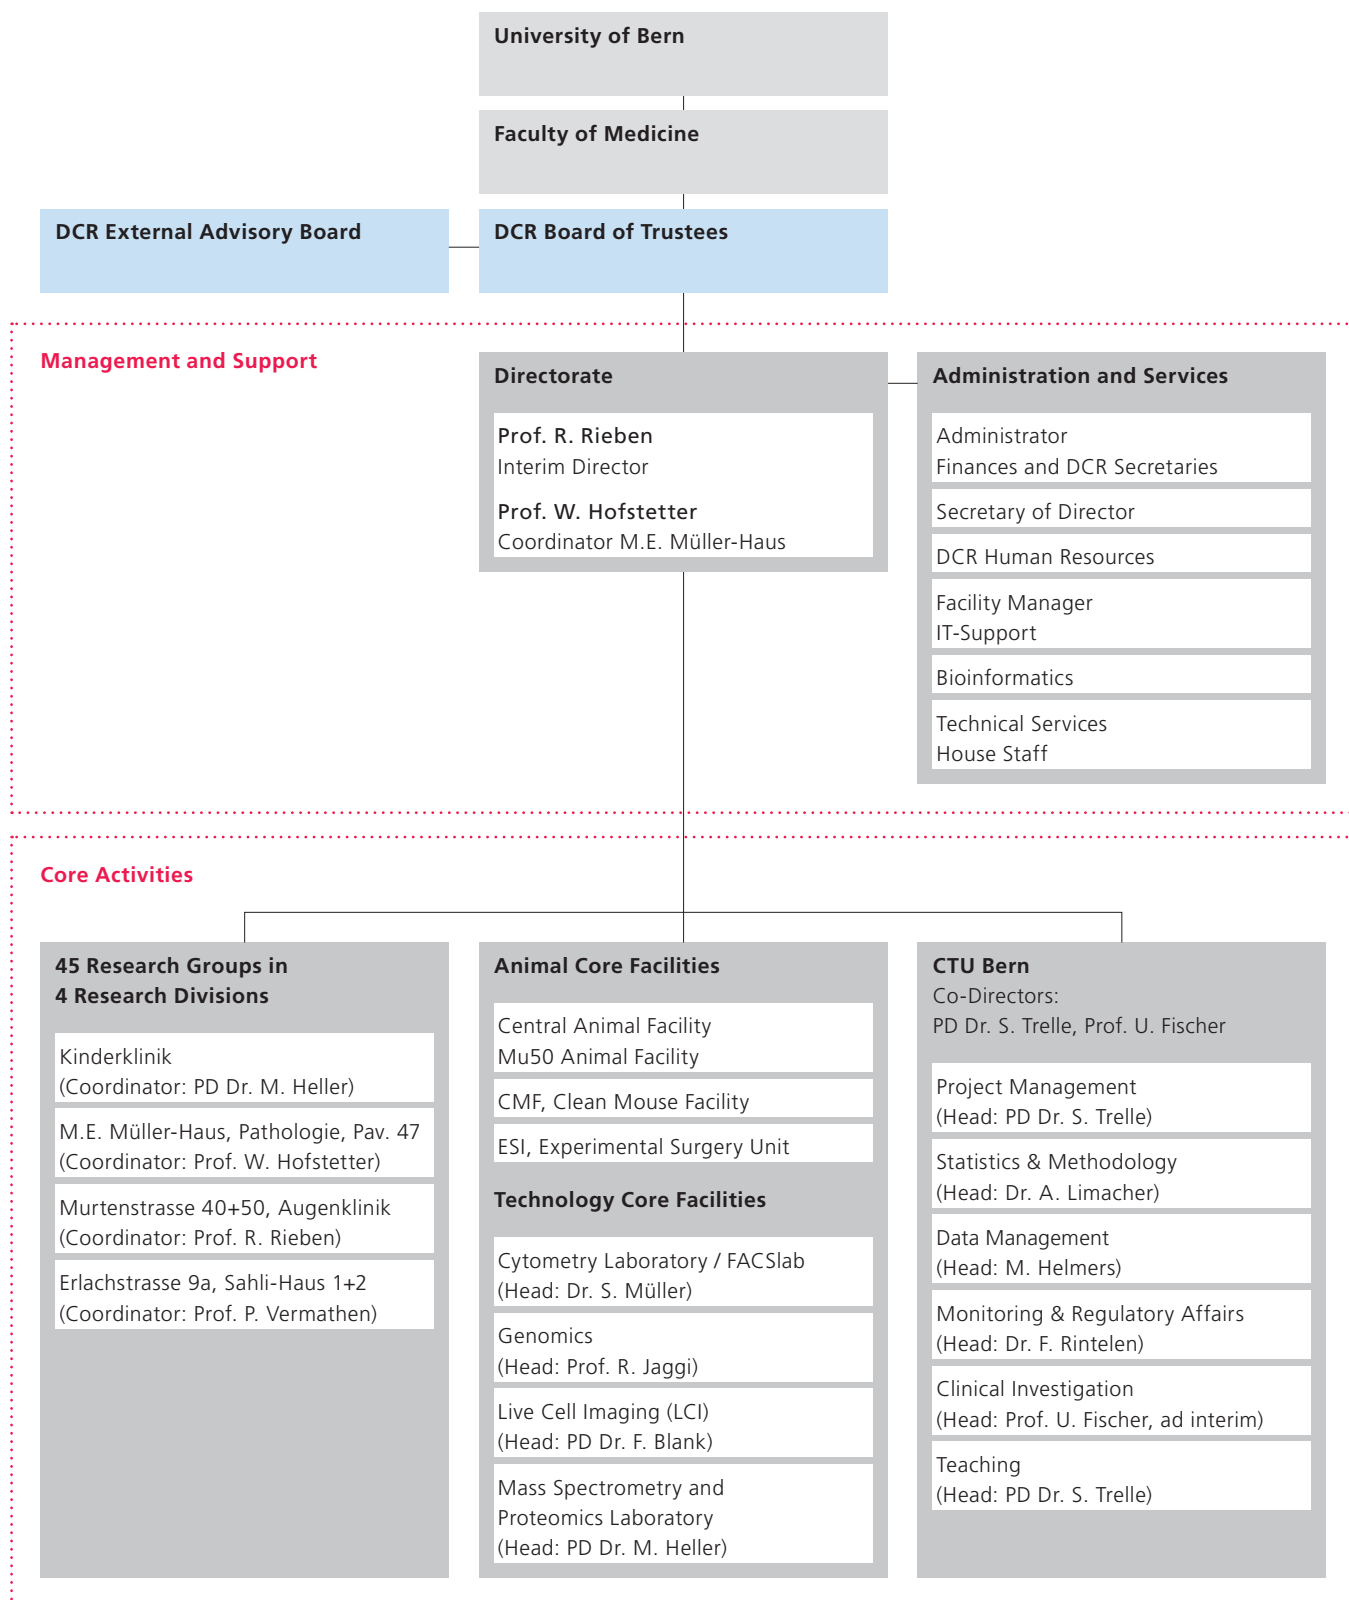 University of Bern
Faculty of Medicine
DCR External Advisory Board
DCR Board of Trustees
Management and Support
Directorate
Prof. R. Rieben
Interim Director
Prof. W. Hofstetter
Coordinator M.E. Müller-Haus
Administration and Services
Administrator
Finances and DCR Secretaries
Secretary of Director
DCR Human Resources
Facility Manager
IT-Support
Bioinformatics
Technical Services
House Staff
Core Activities
45 Research Groups in
4 Research Divisions
Kinderklinik
(Coordinator: PD Dr. M. Heller)
M.E. Müller-Haus, Pathologie, Pav. 47
(Coordinator: Prof. W. Hofstetter)
Murtenstrasse 40+50, Augenklinik
(Coordinator: Prof. R. Rieben)
Erlachstrasse 9a, Sahli-Haus 1+2
(Coordinator: Prof. P. Vermathen)
Animal Core Facilities
Central Animal Facility
Mu50 Animal Facility
CMF, Clean Mouse Facility
ESI, Experimental Surgery Unit
Technology Core Facilities
Cytometry Laboratory / FACSlab
(Head: Dr. S. Müller)
Genomics
(Head: Prof. R. Jaggi)
Live Cell Imaging (LCI)
(Head: PD Dr. F. Blank)
Mass Spectrometry and
Proteomics Laboratory
(Head: PD Dr. M. Heller)
CTU Bern
Co-Directors:
PD Dr. S. Trelle, Prof. U. Fischer
Project Management
(Head: PD Dr. S. Trelle)
Statistics & Methodology
(Head: Dr. A. Limacher)
Data Management
(Head: M. Helmers)
Monitoring & Regulatory Affairs
(Head: Dr. F. Rintelen)
Clinical Investigation
(Head: Prof. U. Fischer, ad interim)
Teaching
(Head: PD Dr. S. Trelle)